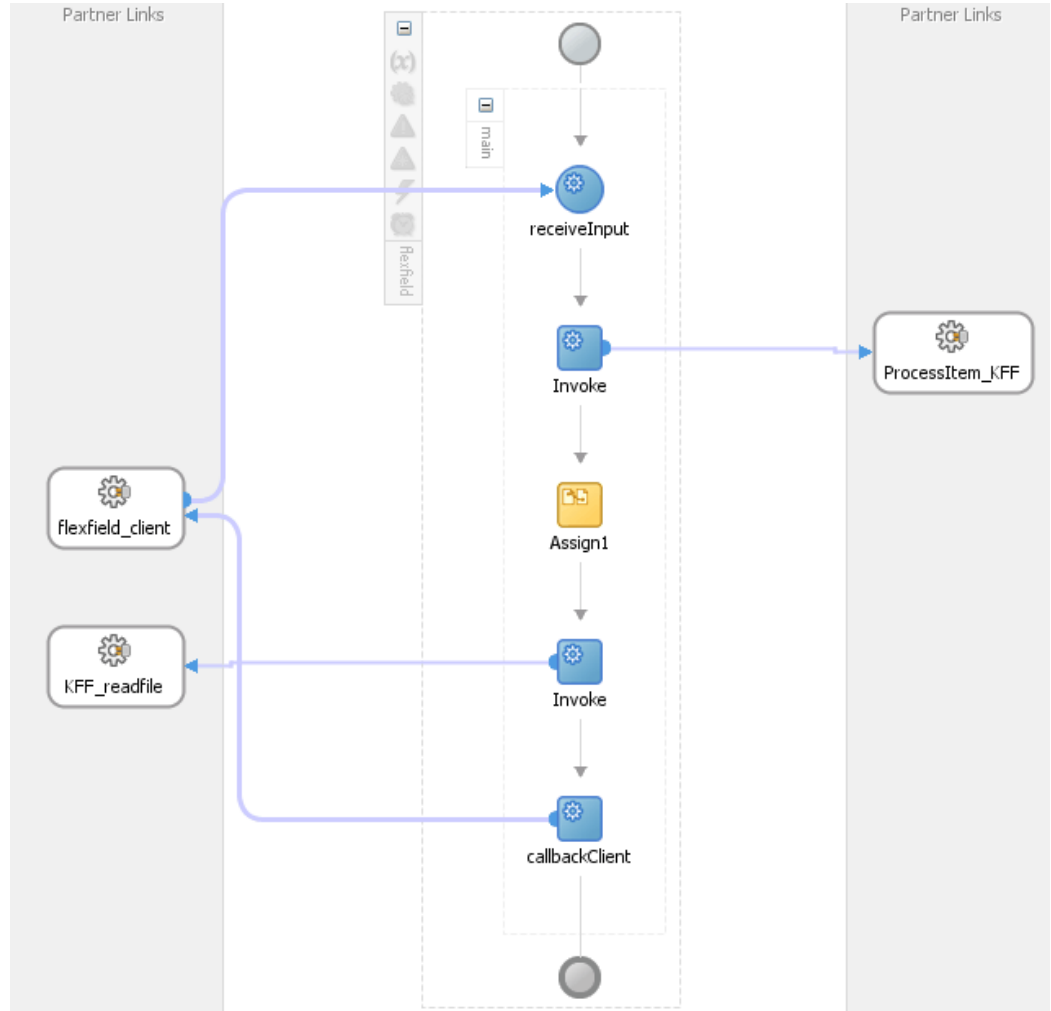 Partner Links
Partner Links
(x)
main
flexfield
receiveInput
Invoke
ProcessItem_KFF
flexfield_client
Assign1
KFF_readfile
Invoke
callbackClient